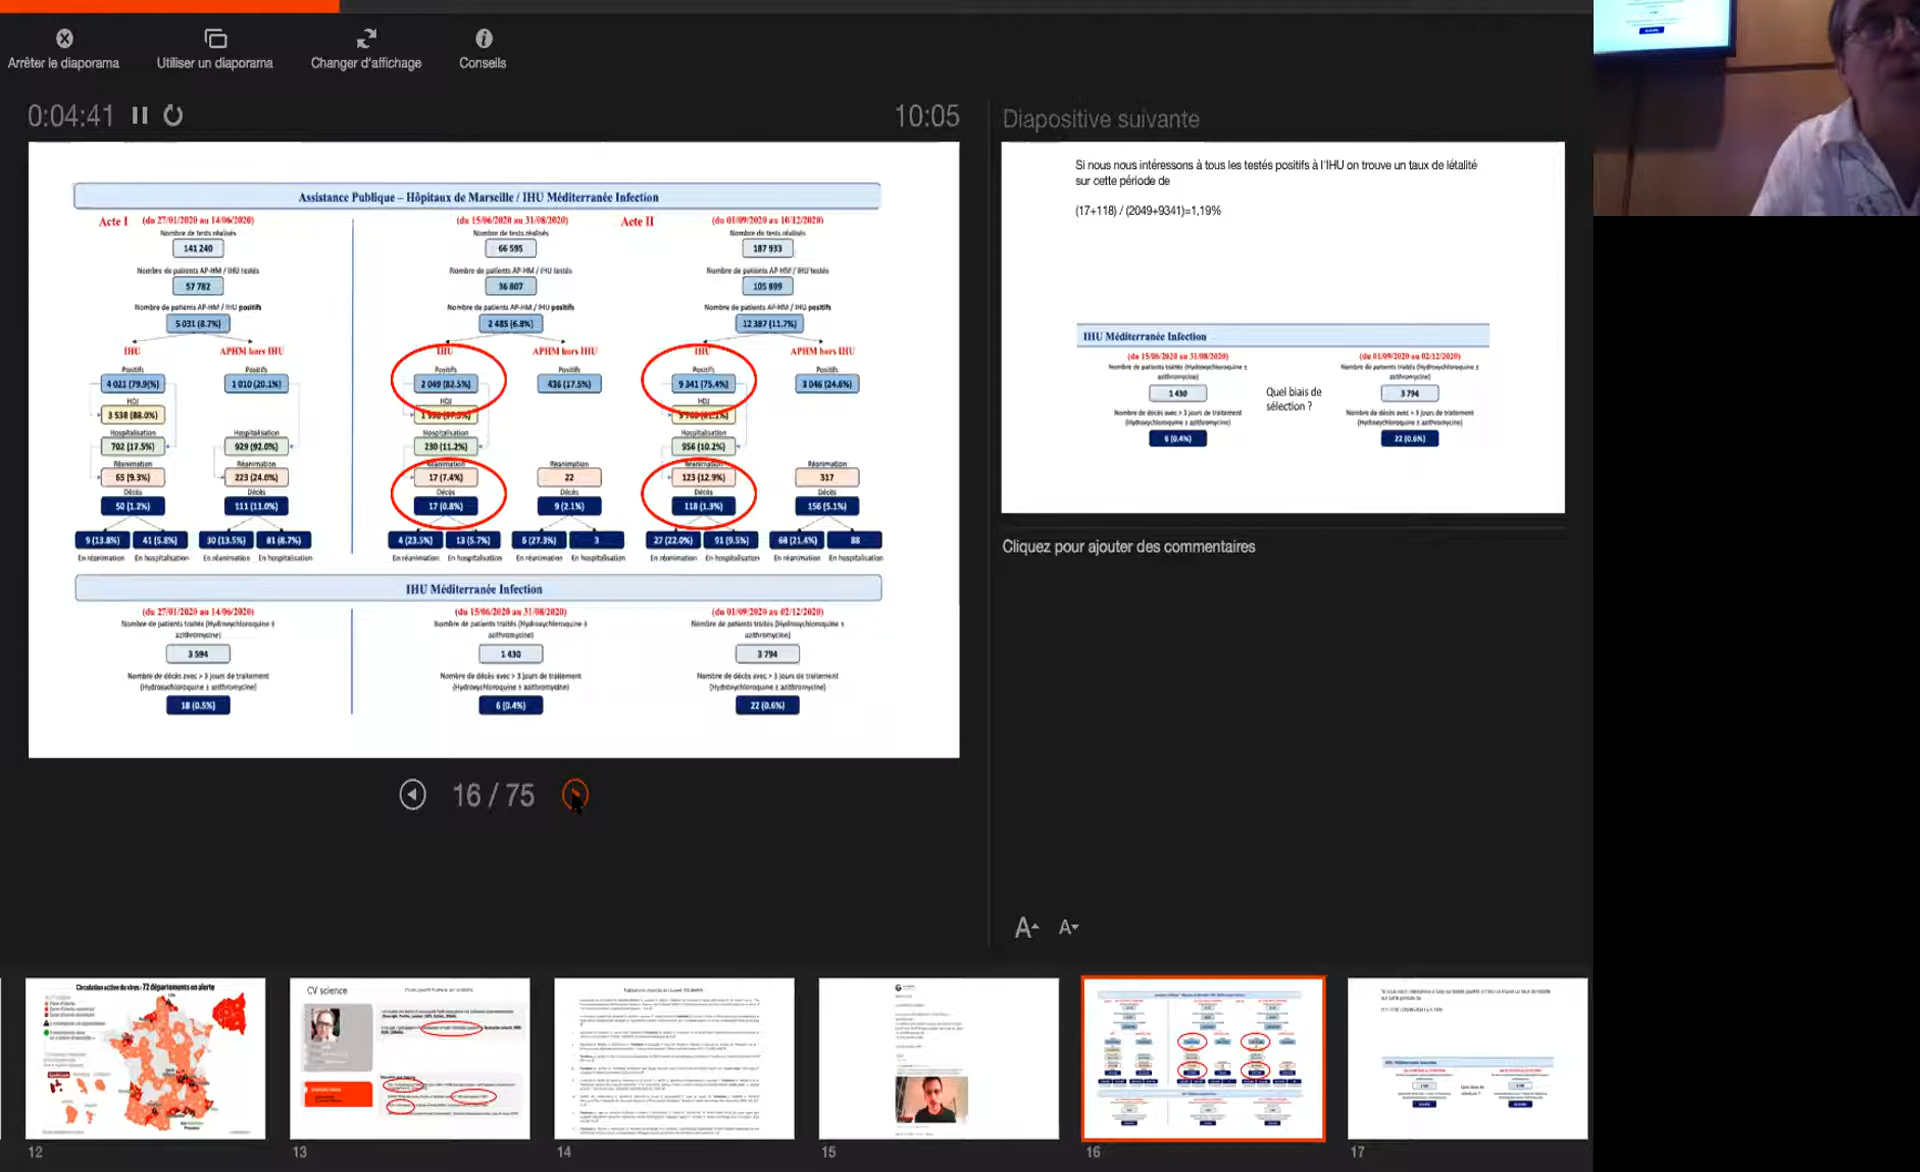 Arrêter le diaporama
Utiliser un diaporama
Changer d'affichage
Conseils
0:04:41
10:05
Assistance Publique – Hôpitaux de Marseille / IHU Méditerranée Infection
Acte I (du 27/01/2020 au 14/06/2020)
Nombre de tests réalisés
141 240
Nombre de patients AP-HM / IHU testés
57 782
Nombre de patients AP-HM / IHU positifs
5 031 (8.7%)
IHU
APHM hors IHU
Positifs
4 021 (79.9(%)
1 010 (20.1%)
HDJ
3 538 (88.0%)
Hospitalisation
Hospitalisation
702 (17.5%)
929 (92.0%)
Réanimation
Réanimation
65 (9.3%)
223 (24.0%)
Décès
Décès
50 (1.2%)
111 (11.0%)
9 (13.8%)
41 (5.8%)
30 (13.5%)
81 (8.7%)
En réanimation
En hospitalisation
En réanimation
En hospitalisation
(du 15/06/2020 au 31/08/2020)
Acte II
Nombre de tests réalisés
66 595
Nombre de patients AP-HM / IHU testés
36 807
Nombre de patients AP-HM / IHU positifs
2 485 (6.8%)
IHU
APHM hors IHU
Positifs
2 049 (82.5%)
436 (17.5%)
HDJ
Hospitalisation
230 (11.2%)
Réanimation
Réanimation
17 (7.4%)
22
Décès
Décès
17 (0.8%)
9 (2.1%)
4 (23.5%)
13 (5.7%)
6 (27.3%)
3
En réanimation
En hospitalisation
En réanimation
En hospitalisation
(du 01/09/2020 au 10/12/2020)
Nombre de tests réalisés
187 933
Nombre de patients AP-HM / IHU testés
105 899
Nombre de patients AP-HM / IHU positifs
12 387 (11.7%)
IHU
APHM hors IHU
Positifs
9 341 (75.4%)
3 046 (24.6%)
HDJ
Hospitalisation
956 (10.2%)
Réanimation
Réanimation
123 (12.9%)
317
Décès
Décès
118 (1.3%)
156 (5.1%)
27 (22.0%)
91 (9.5%)
68 (21.4%)
88
En réanimation
En hospitalisation
En réanimation
En hospitalisation
IHU Méditerranée Infection
(du 27/01/2020 au 14/06/2020)
Nombre de patients traités (Hydroxychloroquine ±
azithromycine)
3 594
Nombre de décès avec > 3 jours de traitement
(Hydroxychloroquine ± azithromycine)
18 (0.5%)
(du 15/06/2020 au 31/08/2020)
Nombre de patients traités (Hydroxychloroquine ±
azithromycine)
1 430
Nombre de décès avec > 3 jours de traitement
(Hydroxychloroquine ± azithromycine)
6 (0.4%)
(du 01/09/2020 au 02/12/2020)
Nombre de patients traités (Hydroxychloroquine ±
azithromycine)
3 794
Nombre de décès avec > 3 jours de traitement
(Hydroxychloroquine ± azithromycine)
22 (0.6%)
16 / 75
Diapositive suivante
Si nous nous intéressons à tous les testés positifs à l'IHU on trouve un taux de létalité
sur cette période de
(17+118) / (2049+9341)=1,19%
IHU Méditerranée Infection
(du 15/06/2020 au 31/08/2020)
Nombre de patients traités (Hydroxychloroquine ±
azithromycine)
1 430
Nombre de décès avec > 3 jours de traitement
(Hydroxychloroquine ± azithromycine)
6 (0.4%)
Quel biais de
sélection ?
(du 01/09/2020 au 02/12/2020)
Nombre de patients traités (Hydroxychloroquine ±
azithromycine)
3 794
Nombre de décès avec > 3 jours de traitement
(Hydroxychloroquine ± azithromycine)
22 (0.6%)
Cliquez pour ajouter des commentaires
A A
Circulation active du virus : 72 départements en alerte
CV science
12
13
14
15
16
17